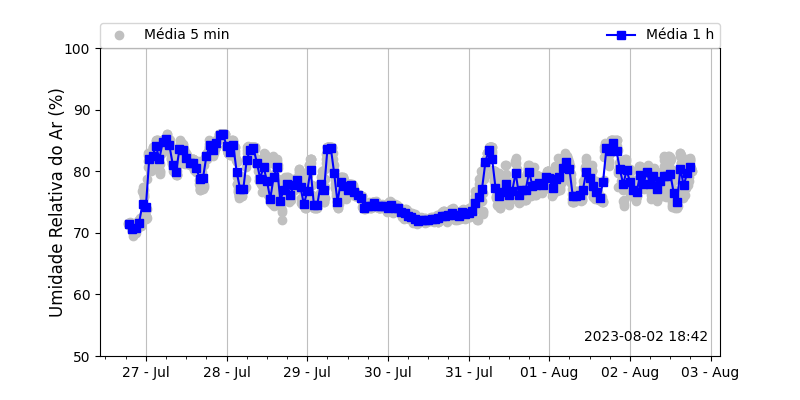 Média 5 min
Média 1 h
100
90
80
70
60
50
Umidade Relativa do Ar (%)
2023-08-02 18:42
27 - Jul
28 - Jul
29 - Jul
30 - Jul
31 - Jul
01 - Aug
02 - Aug
03 - Aug